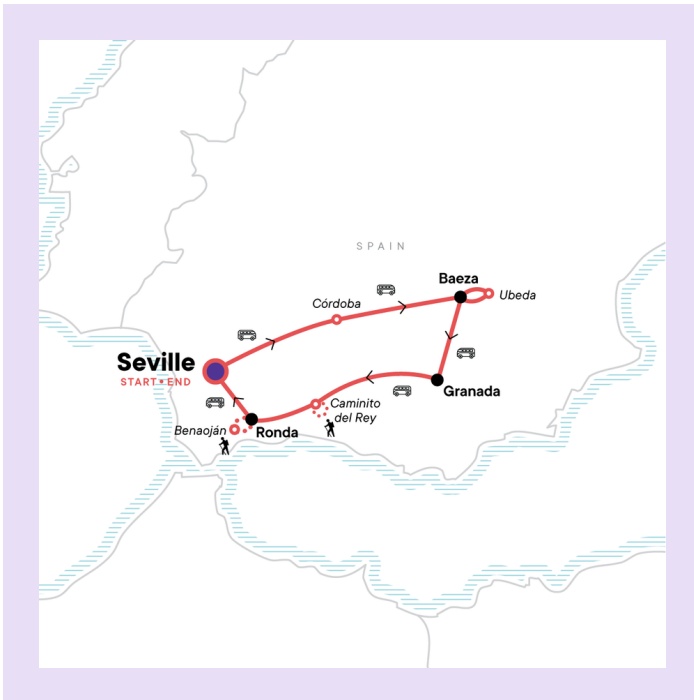 SPAIN
Baeza
Ubeda
Córdoba
Seville
START•END
Granada
Caminito
del Rey
Benaoján
Ronda